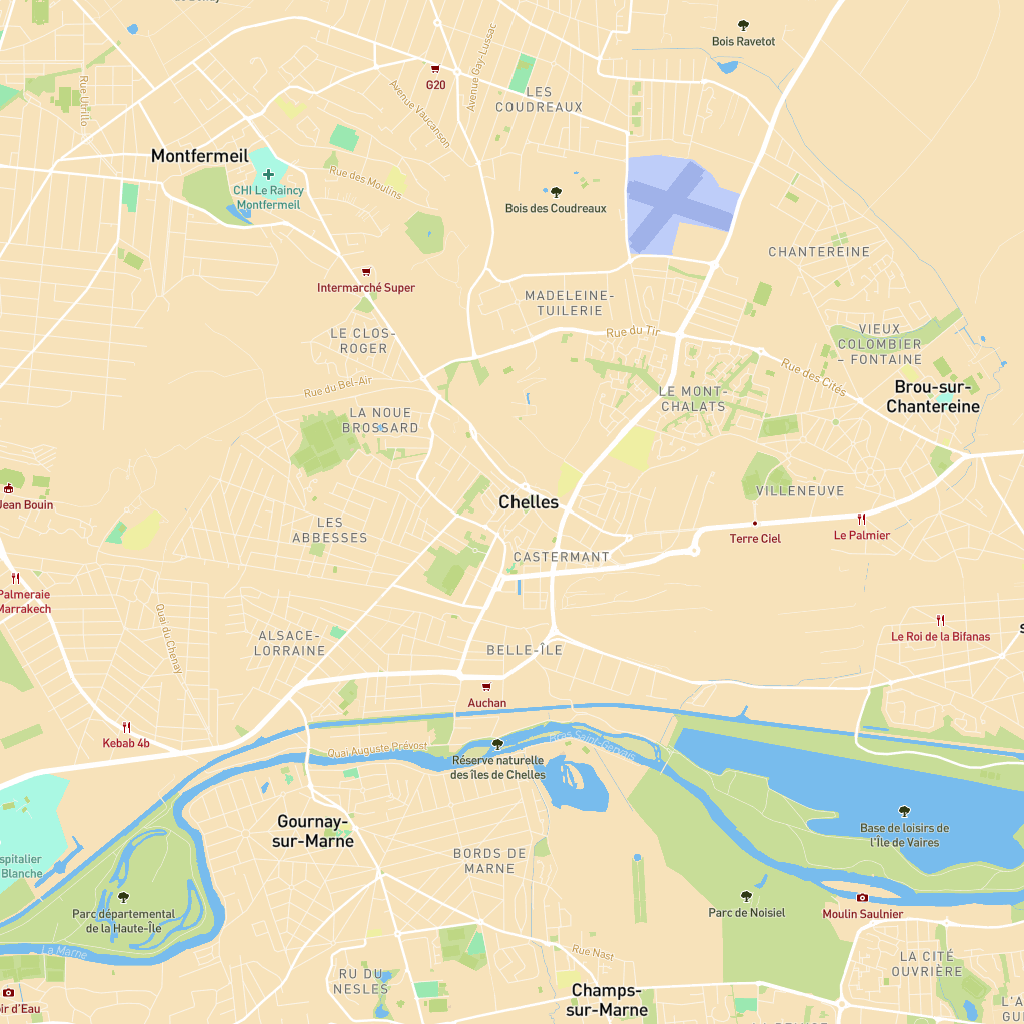 Bois Ravetot
G20
Avenue Gay-Lussac
Rue Utrillo
Avenue Vaucanson
LES
COUDREAUX
Montfermeil
CHI Le Raincy
Montfermeil
Rue des Moulins
Bois des Coudreaux
CHANTEREINE
Intermarché Super
MADELEINE-
TUILERIE
LE CLOS-
ROGER
Rue du Tir
VIEUX
COLOMBIER
- FONTAINE
Rue des Cités
Rue du Bel-Air
LE MONT-
CHALATS
Brou-sur-
Chantereine
LA NOUE
BROSSARD
Jean Bouin
Chelles
VILLENEUVE
LES
ABBESSES
Terre Ciel
Le Palmier
CASTERMANT
Palmeraie
Marrakech
Quai du Chenay
ALSACE-
LORRAINE
BELLE-ÎLE
Le Roi de la Bifanas
Auchan
Kebab 4b
Quai Auguste Prévost
Bras Saint-Gervais
Réserve naturelle
des îles de Chelles
Gournay-
sur-Marne
Base de loisirs de
l'Île de Vaires
BORDS DE
MARNE
spitalier
Blanche
Parc départemental
de la Haute-Île
Parc de Noisiel
Moulin Saulnier
La Marne
Rue Nast
LA CITÉ
OUVRIÈRE
RU DU
NESLES
Champs-
sur-Marne
oir d'Eau
L'A
GU